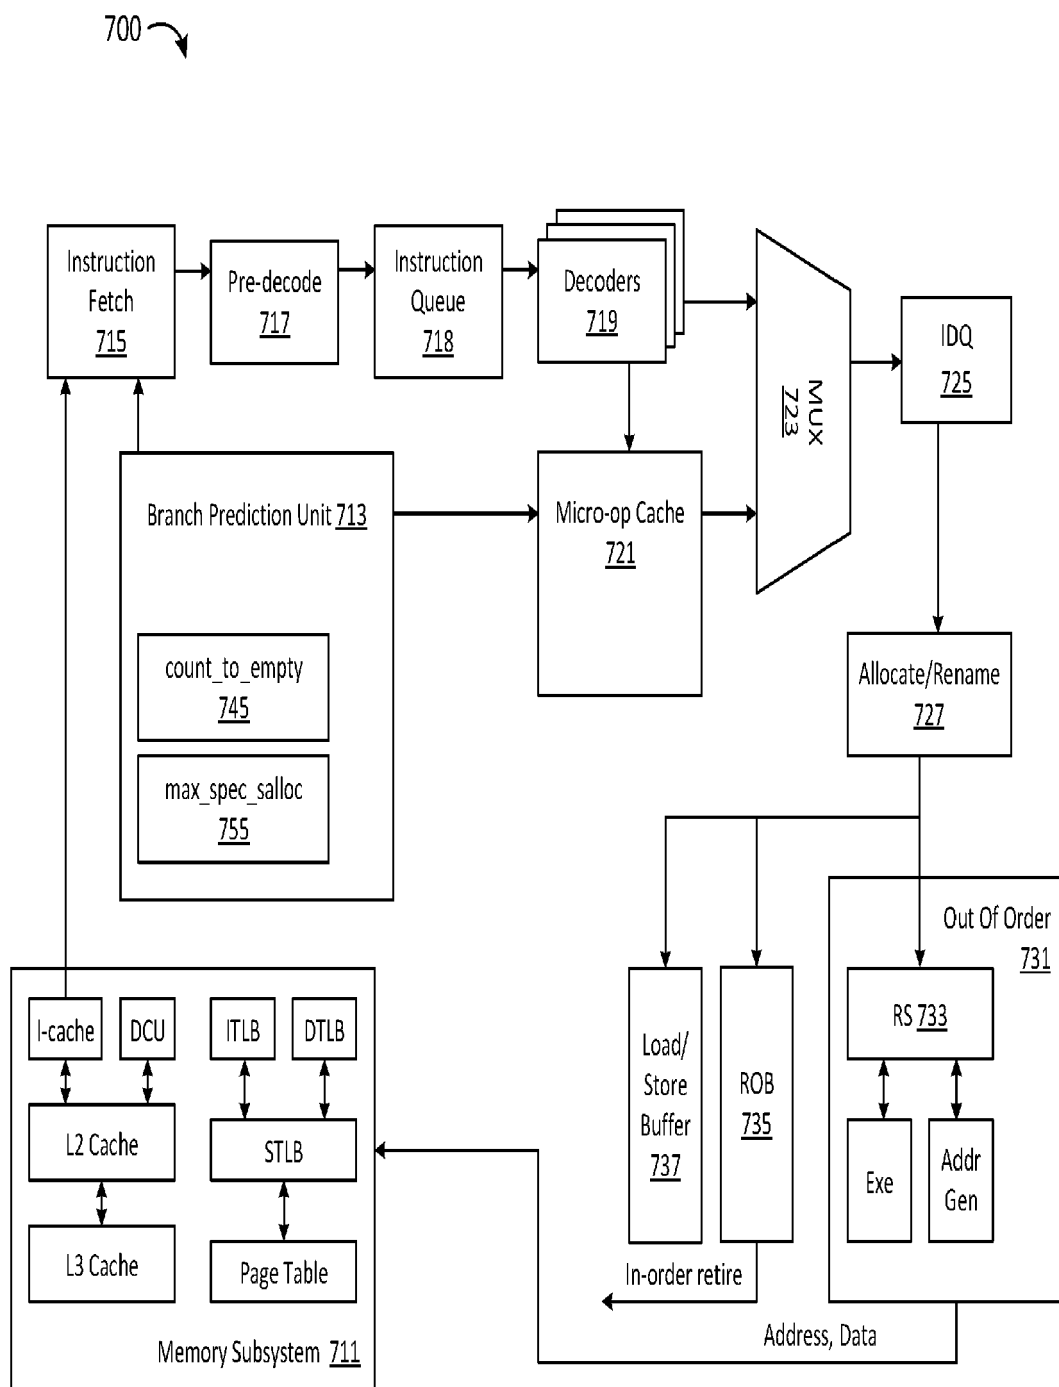 700
Instruction
Fetch
715
Pre-decode
717
Instruction
Queue
718
Decoders
719
MUX
723
IDQ
725
Branch Prediction Unit 713
Micro-op Cache
721
count_to_empty
745
max_spec_salloc
755
Allocate/Rename
727
Out Of Order
731
RS 733
Load/
Store
Buffer
737
ROB
735
Exe
Addr
Gen
I-cache
DCU
ITLB
DTLB
L2 Cache
STLB
L3 Cache
Page Table
Memory Subsystem 711
In-order retire
Address, Data